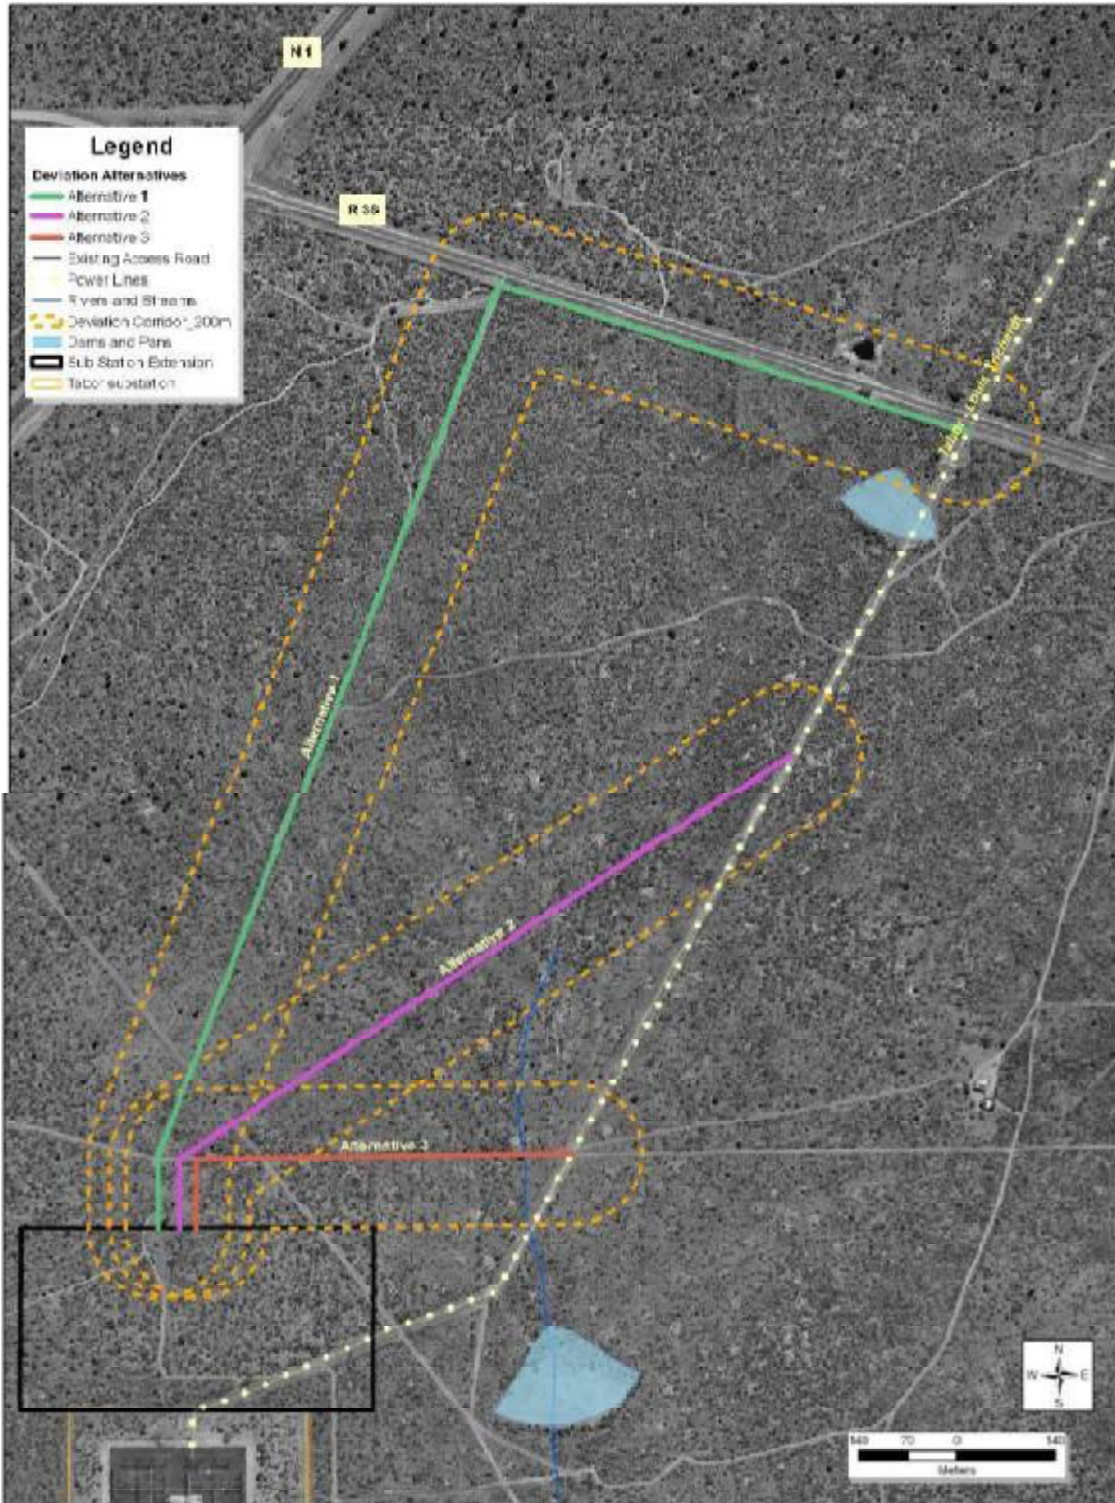 N1
R 36
Legend
Deviation Alternatives
Alternative 1
Alternative 2
Alternative 3
Existing Access Road
Power Lines
Rivers and Streams
Deviation Corridor_200m
Dams and Pans
Sub Station Extension
Tabor substation
Alternative 1
Alternative 2
Alternative 3
N
W
E
S
140
70
0
140
Meters